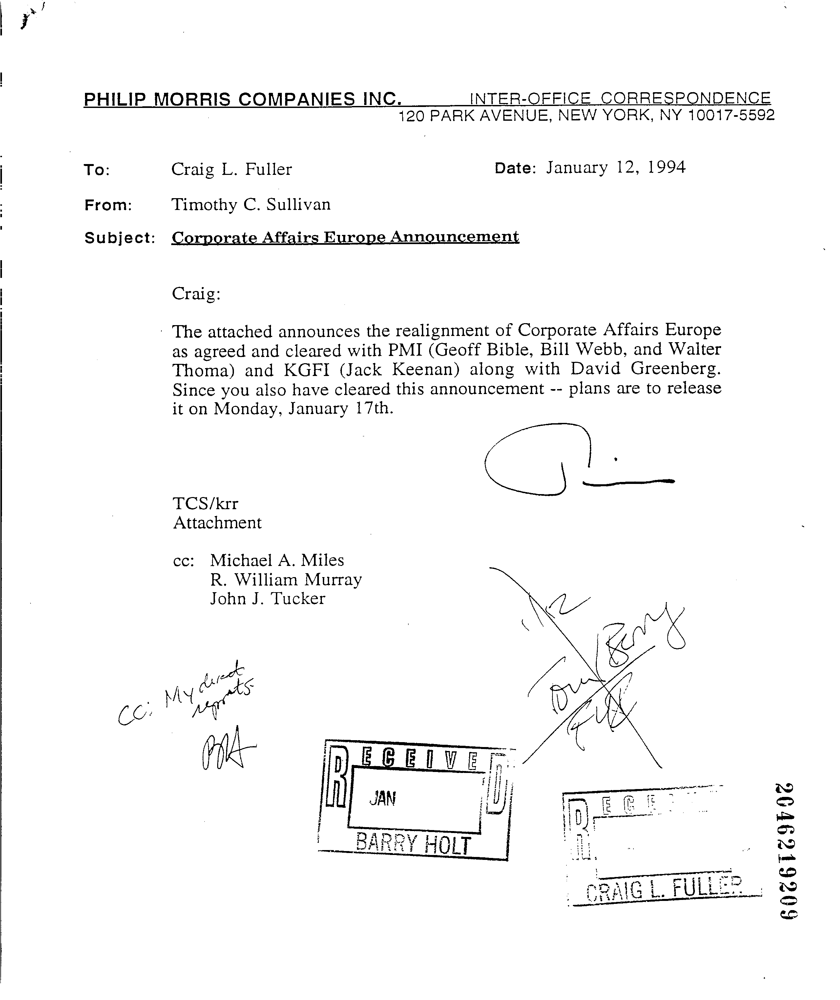 PHILIP MORRIS COMPANIES INC. INTER-OFFICE CORRESPONDENCE
120 PARK AVENUE, NEW YORK, NY 10017-5592
To: Craig L. Fuller Date: January 12, 1994
From: Timothy C. Sullivan
Subject: Corporate Affairs Europe Announcement
Craig:
The attached announces the realignment of Corporate Affairs Europe
as agreed and cleared with PMI (Geoff Bible, Bill Webb, and Walter
Thoma) and KGFI (Jack Keenan) along with David Greenberg.
Since you also have cleared this announcement -- plans are to release
it on Monday, January 17th.
TCS/krr
Attachment
cc: Michael A. Miles
R. William Murray
John J. Tucker
1/12
Tom/Barry
FYI
CC: My direct
reports
RECEIVED
JAN
BARRY HOLT
RECE
CRAIG L. FULLER
2046219209